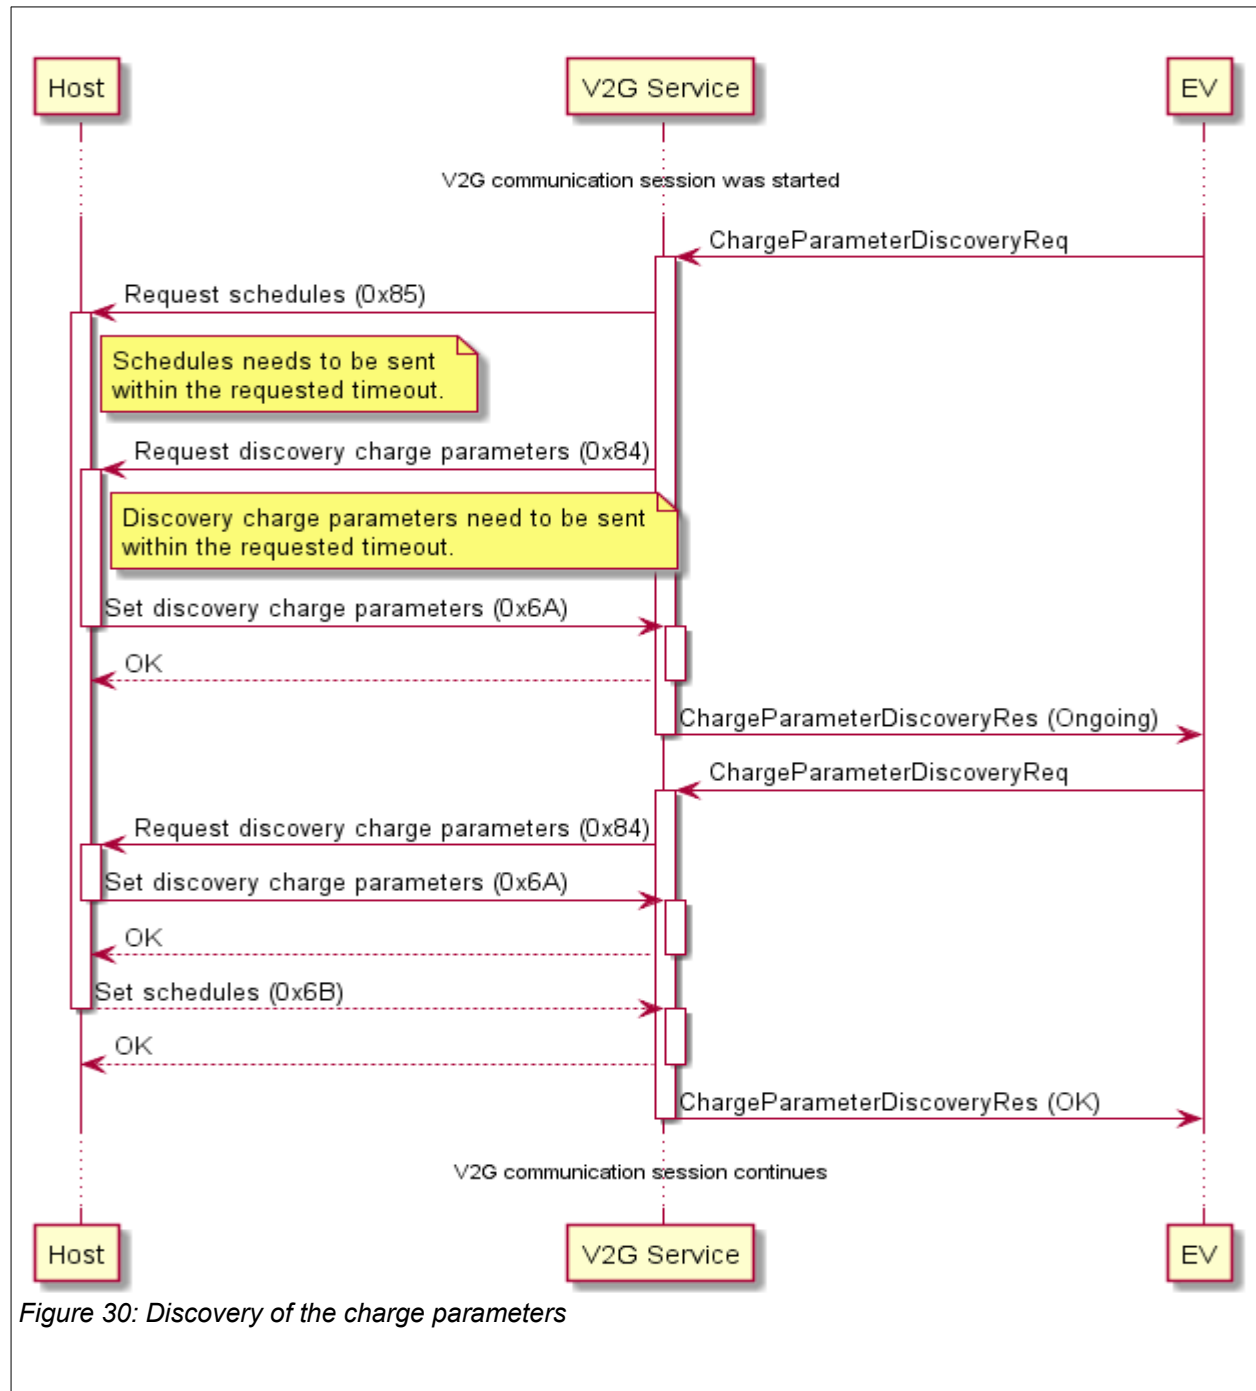 Host
V2G Service
EV
V2G communication session was started
ChargeParameterDiscoveryReq
Request schedules (0x85)
Schedules needs to be sent
within the requested timeout.
Request discovery charge parameters (0x84)
Discovery charge parameters need to be sent
within the requested timeout.
Set discovery charge parameters (0x6A)
OK
ChargeParameterDiscoveryRes (Ongoing)
ChargeParameterDiscoveryReq
Request discovery charge parameters (0x84)
Set discovery charge parameters (0x6A)
OK
Set schedules (0x6B)
OK
ChargeParameterDiscoveryRes (OK)
V2G communication session continues
Host
V2G Service
EV
Figure 30: Discovery of the charge parameters